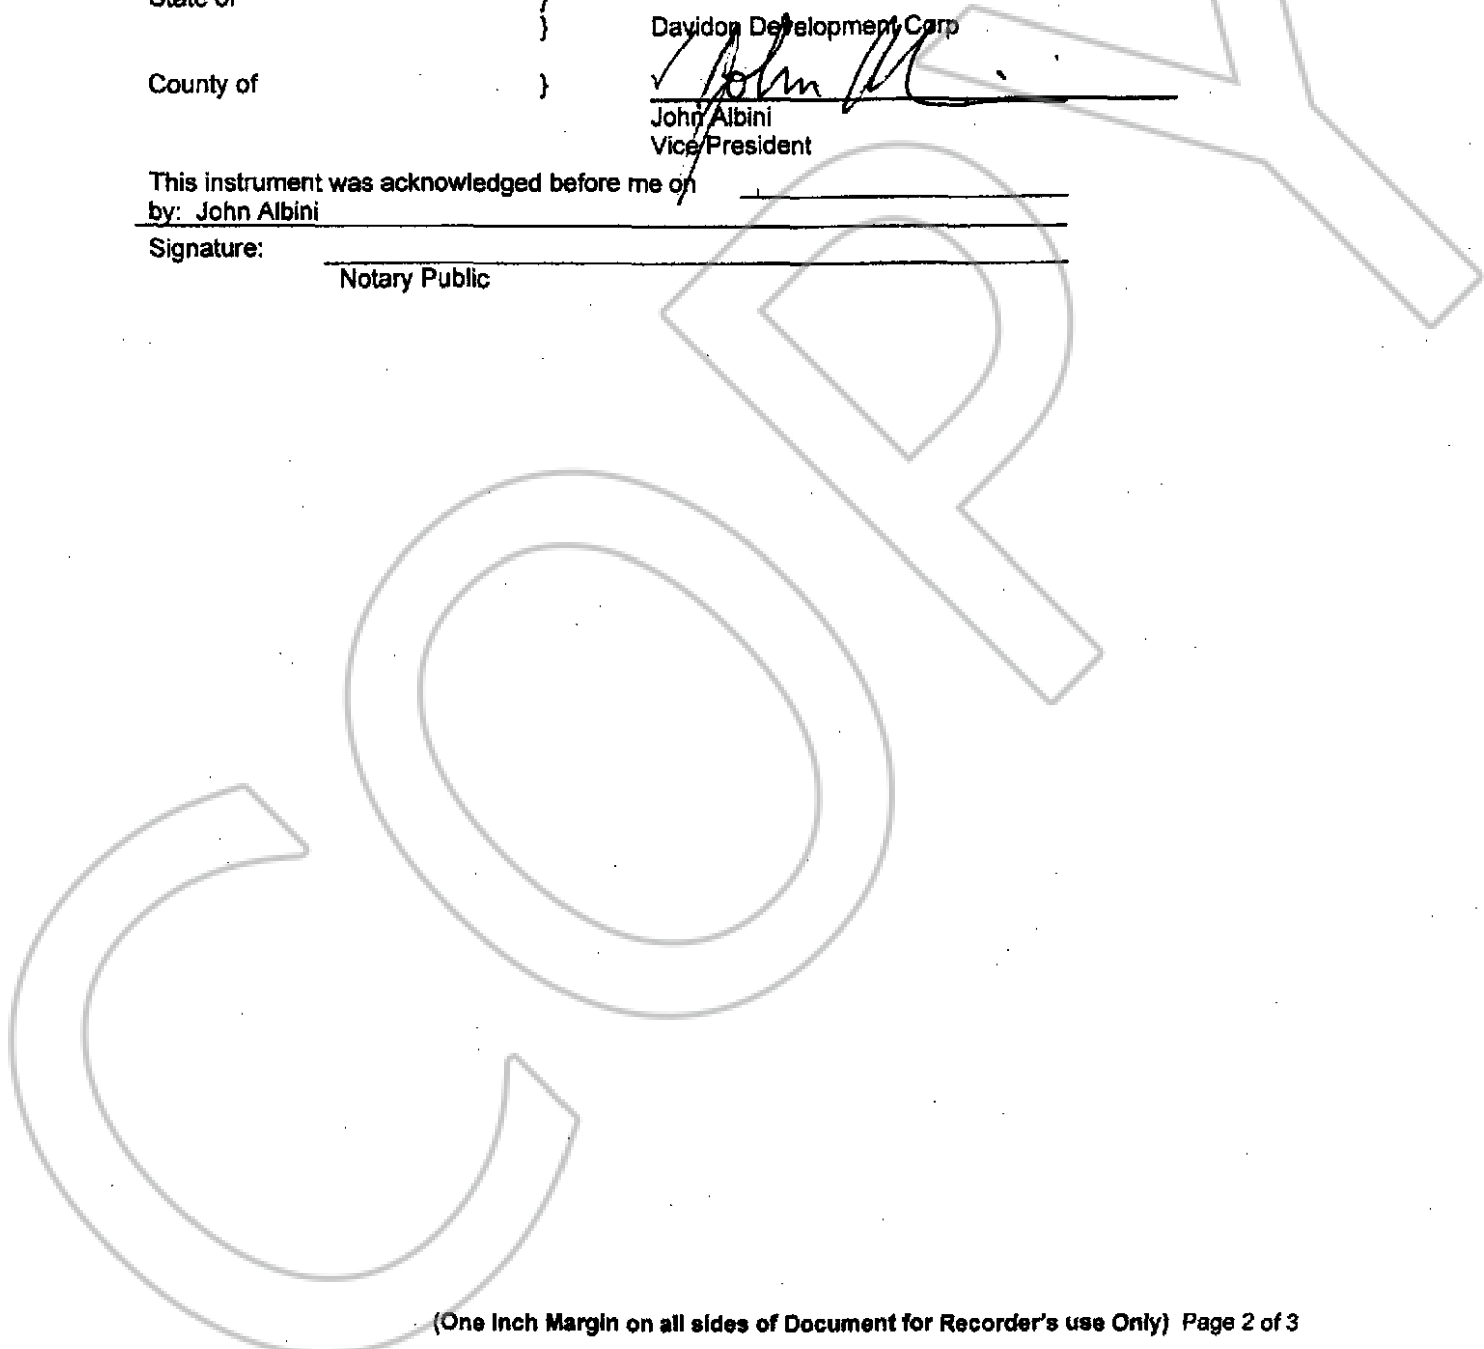 State of }
} Davidon Development Corp
John Al
County of } 
John Albini
Vice President
This instrument was acknowledged before me on
by: John Albini
Signature:
Notary Public
COPY
(One Inch Margin on all sides of Document for Recorder's use Only) Page 2 of 3